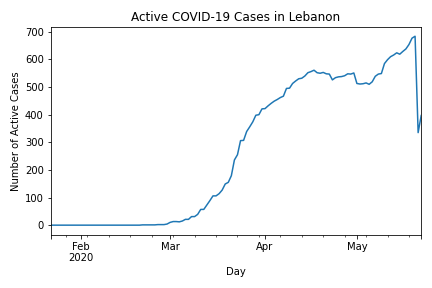 Active COVID-19 Cases in Lebanon
Number of Active Cases
700
600
500
400
300
200
100
0
Feb
2020
Mar
Apr
May
Day